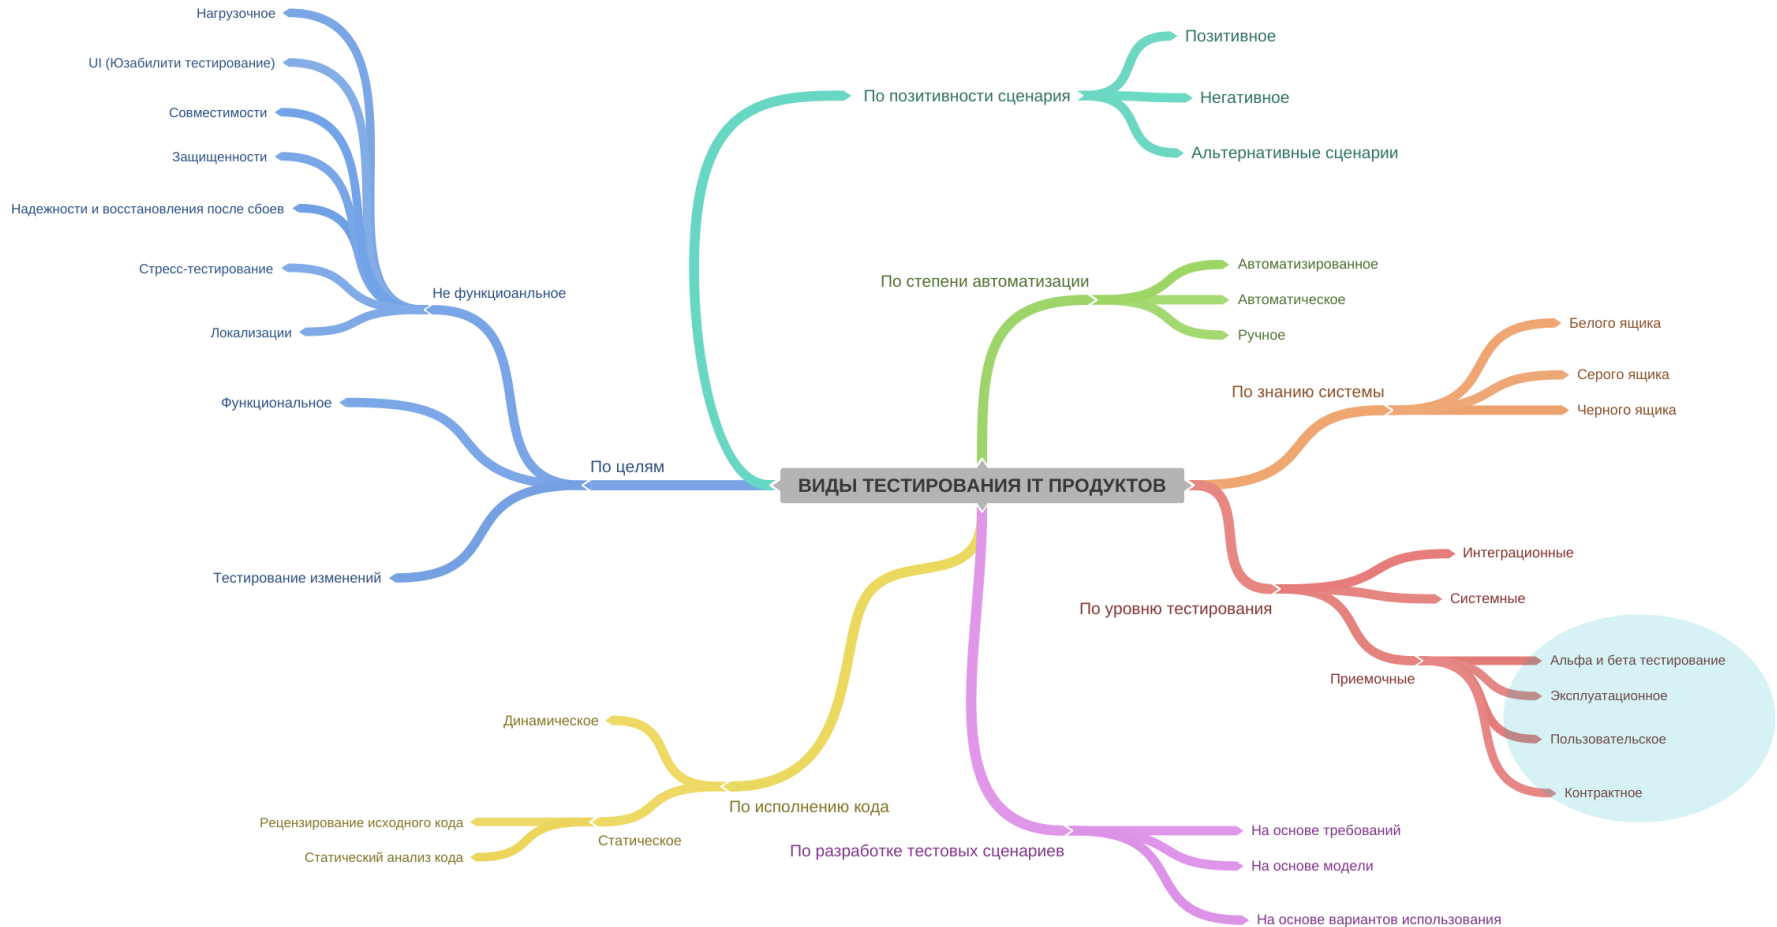 Нагрузочное
UI (Юзабилити тестирование)
Совместимости
Защищенности
Надежности и восстановления после сбоев
Стресс-тестирование
Локализации
Не функциоанльное
Функциональное
По целям
Тестирование изменений
По позитивности сценария
Позитивное
Негативное
Альтернативные сценарии
По степени автоматизации
Автоматизированное
Автоматическое
Ручное
По знанию системы
Белого ящика
Серого ящика
Черного ящика
ВИДЫ ТЕСТИРОВАНИЯ IT ПРОДУКТОВ
По уровню тестирования
Интеграционные
Системные
Приемочные
Альфа и бета тестирование
Эксплуатационное
Пользовательское
Контрактное
Динамическое
По исполнению кода
Рецензирование исходного кода
Статический анализ кода
Статическое
По разработке тестовых сценариев
На основе требований
На основе модели
На основе вариантов использования